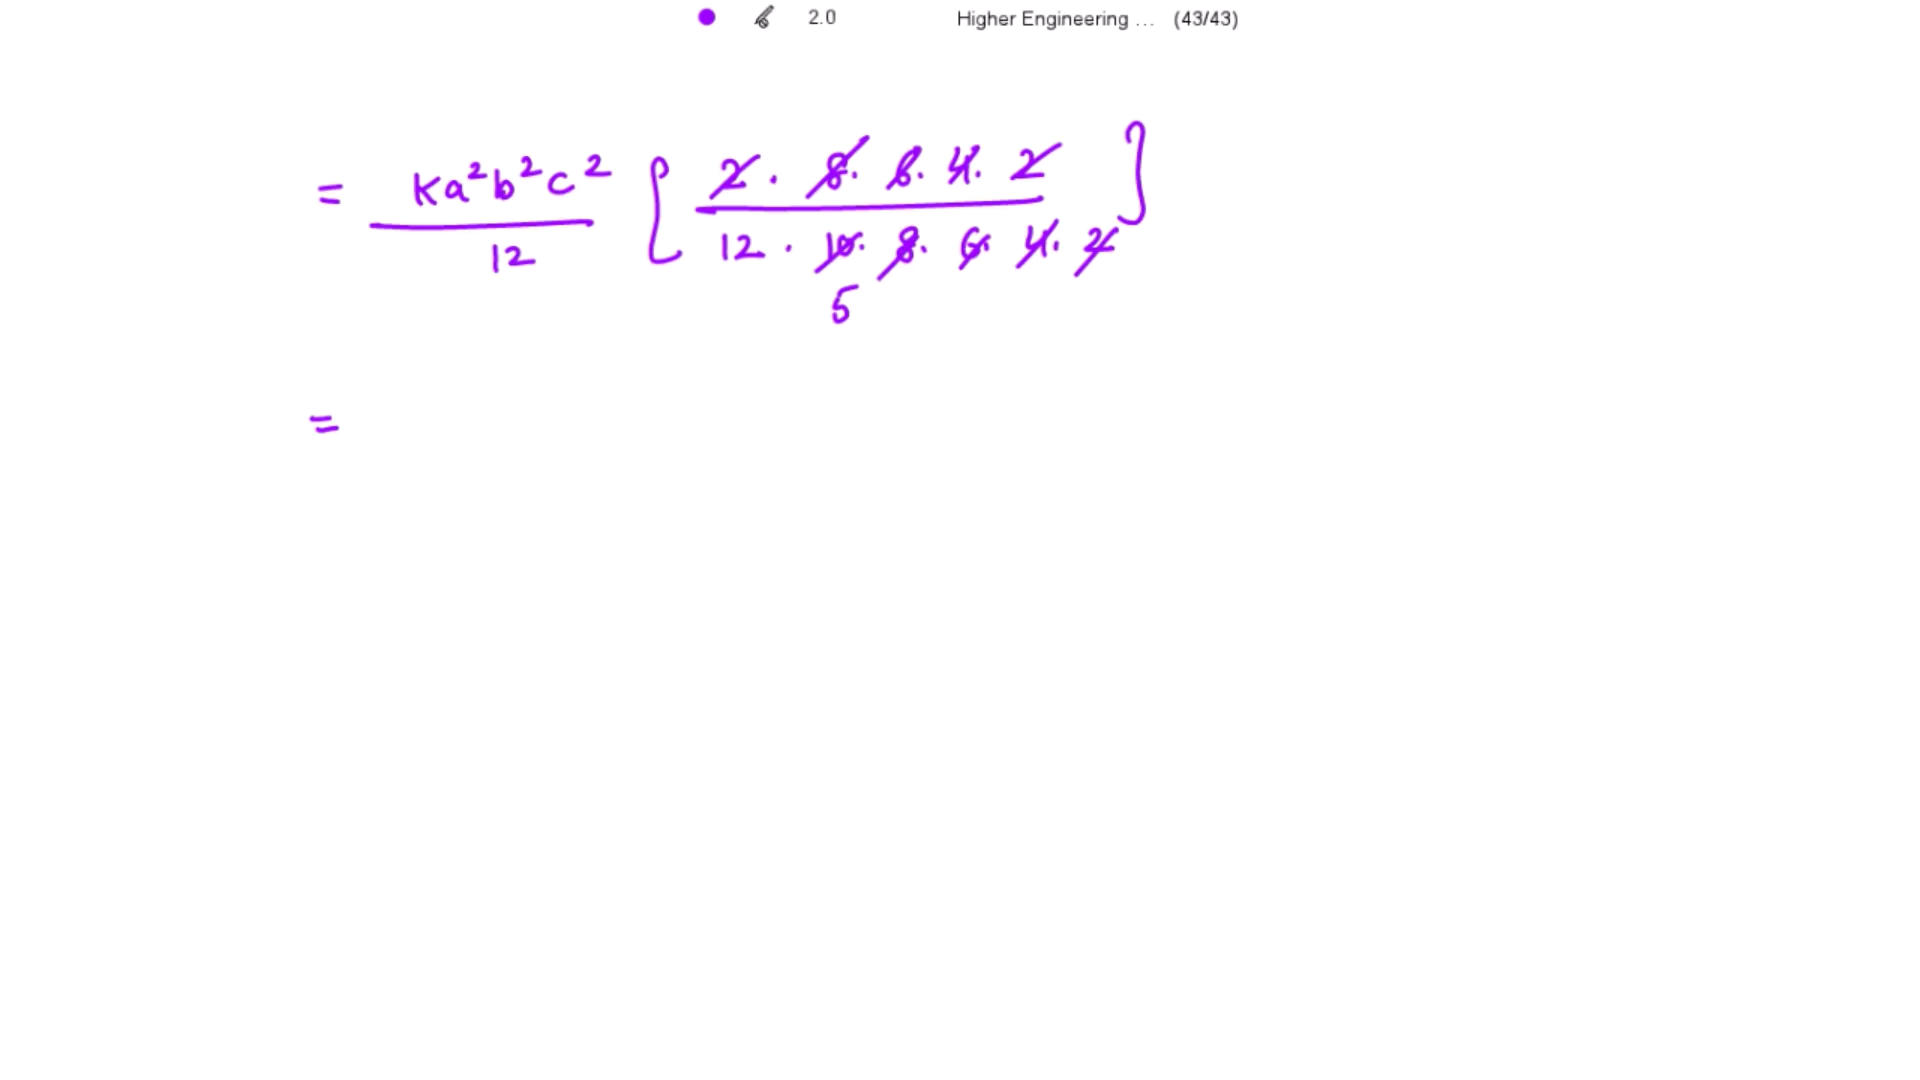 2.0 Higher Engineering ... (43/43)
= Ka²b²c² / 12 [ 2 . 8. 6. 4. 2 / 12 . 10. 8. 6. 4. 2 ]
5
=